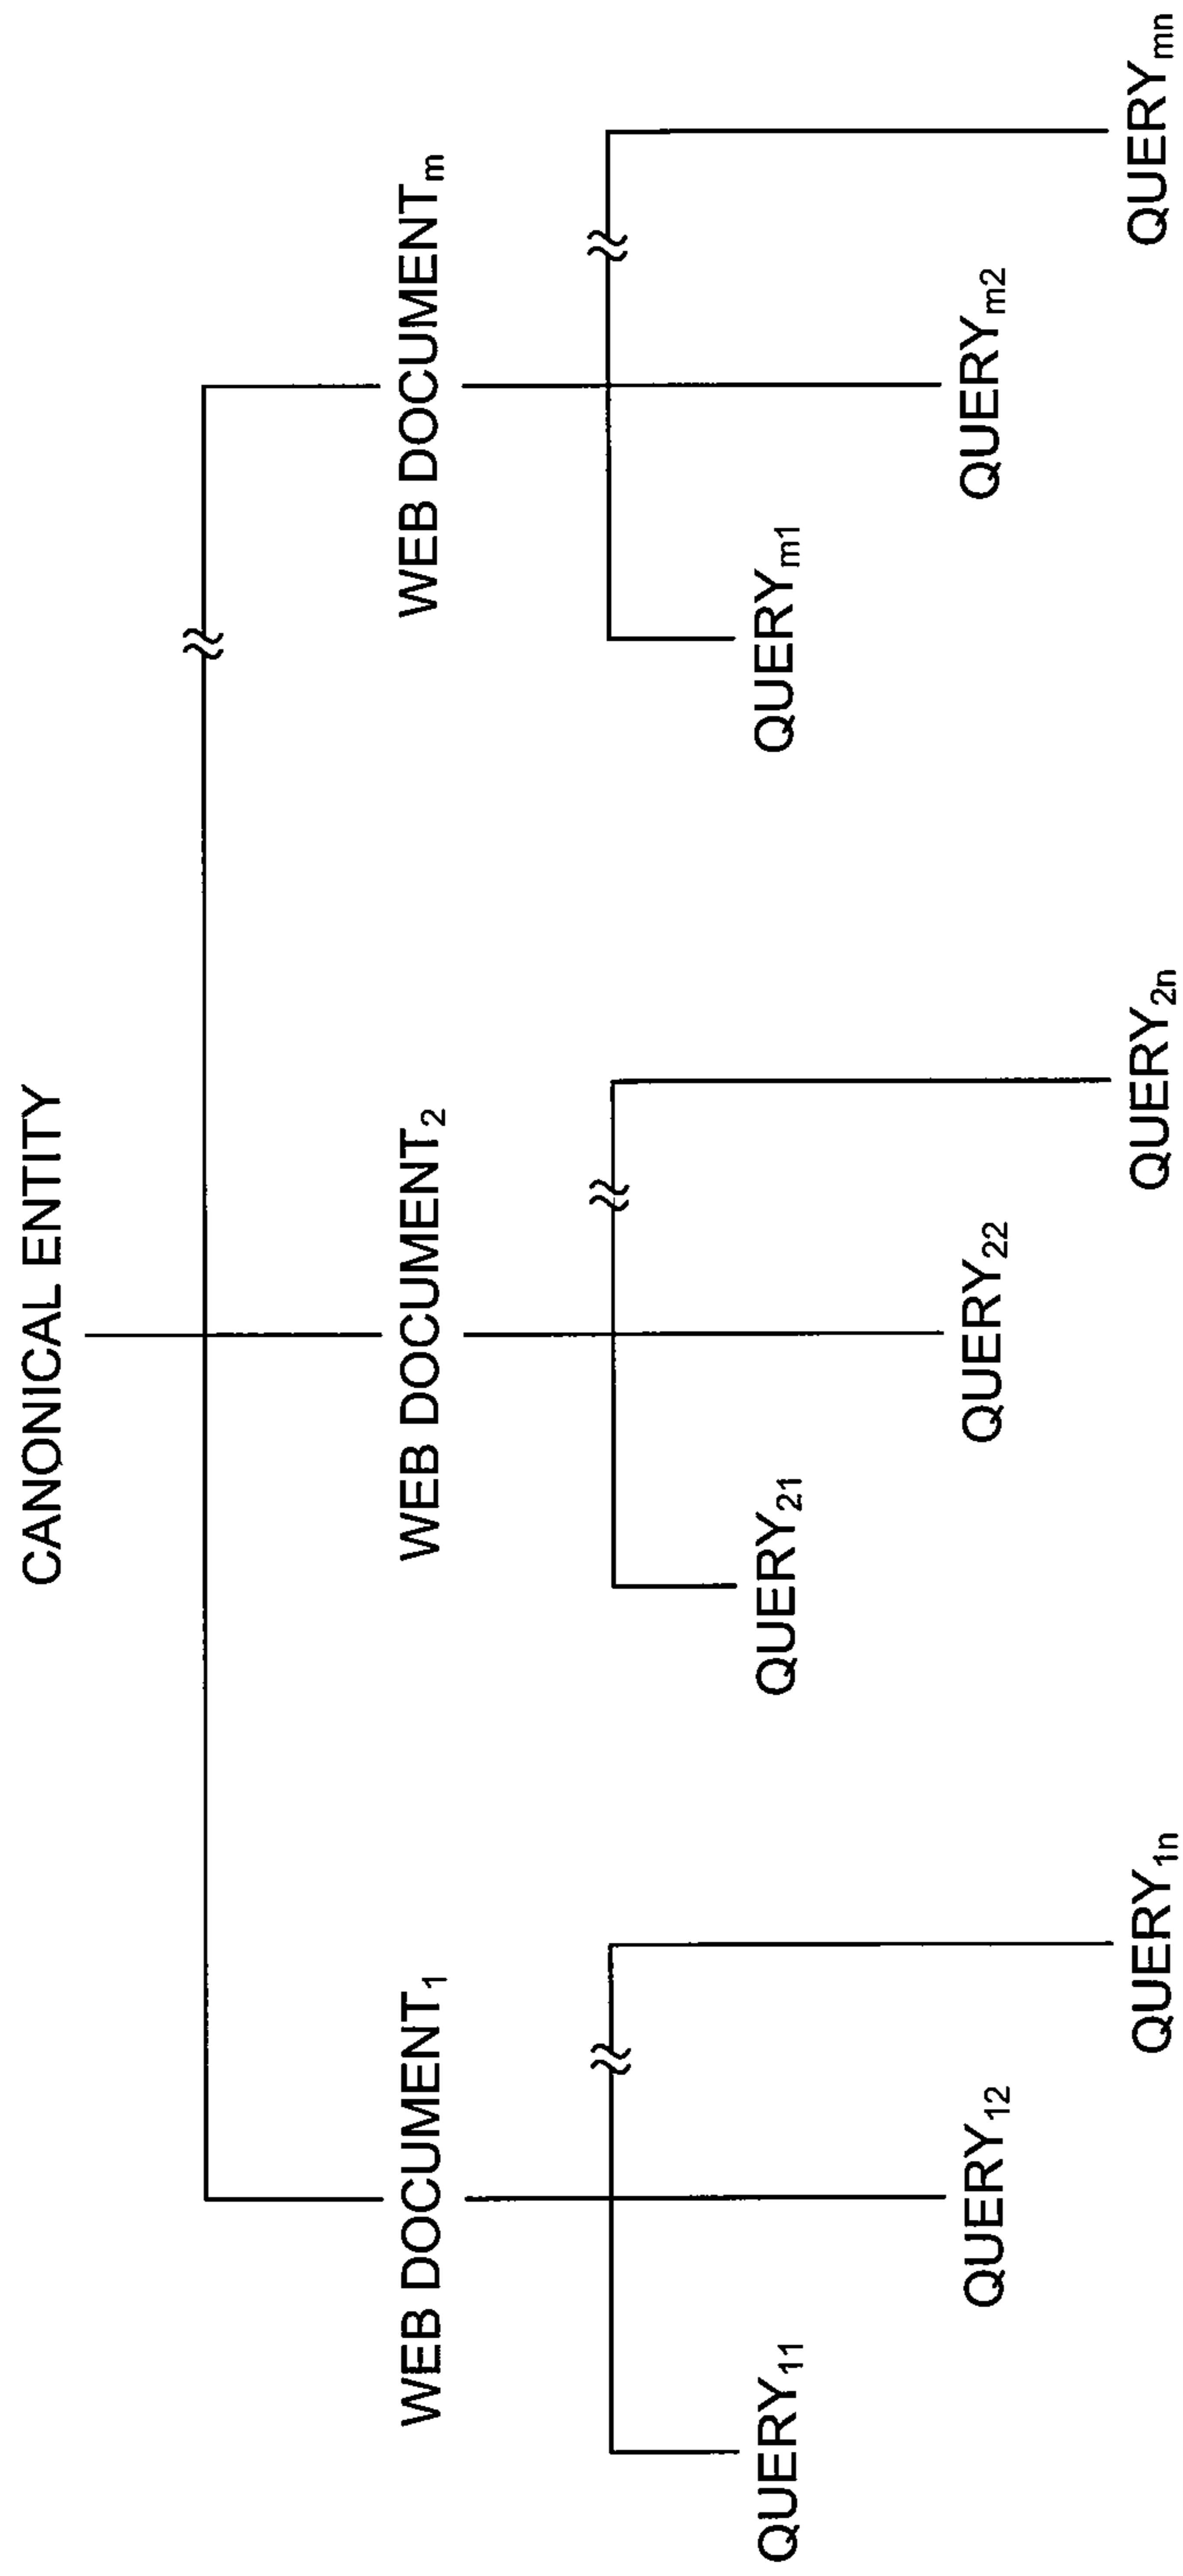 CANONICAL ENTITY
WEB DOCUMENT₁
WEB DOCUMENT₂
WEB DOCUMENTₘ
QUERY₁₁
QUERY₁₂
QUERY₁ₙ
QUERY₂₁
QUERY₂₂
QUERY₂ₙ
QUERYₘ₁
QUERYₘ₂
QUERYₘₙ